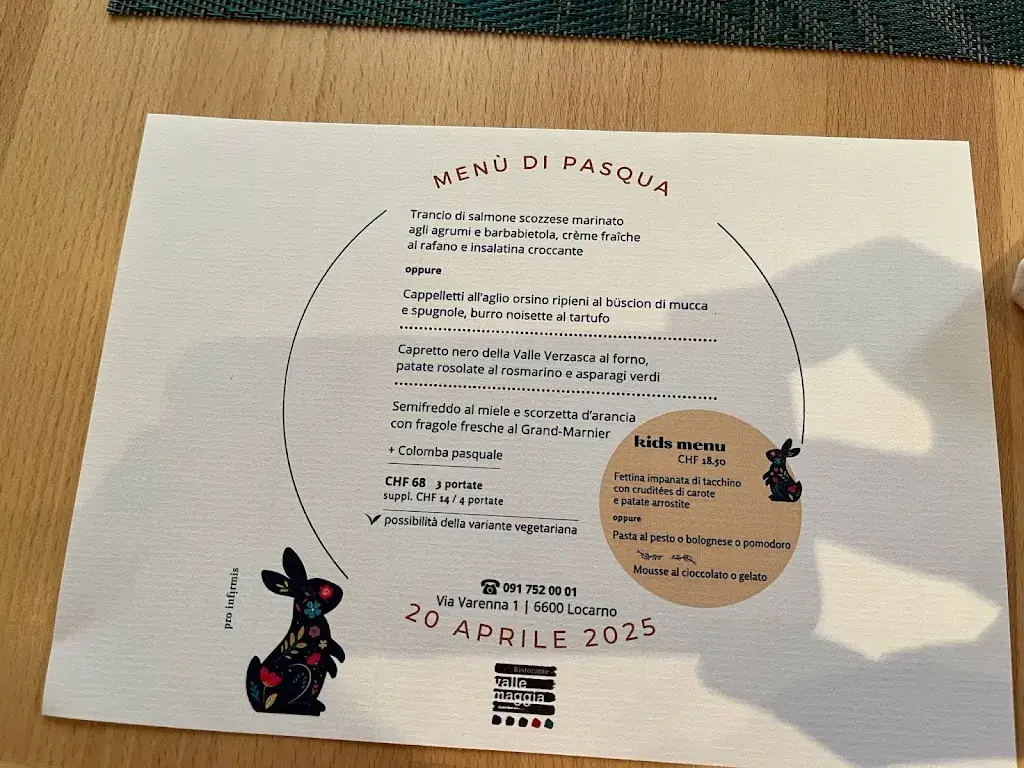 MENÙ DI PASQUA
Trancio di salmone scozzese marinato
agli agrumi e barbabietola, crème fraîche
al rafano e insalatina croccante
oppure
Cappelletti all'aglio orsino ripieni al büscion di mucca
e spugnole, burro noisette al tartufo
Capretto nero della Valle Verzasca al forno,
patate rosolate al rosmarino e asparagi verdi
Semifreddo al miele e scorzetta d'arancia
con fragole fresche al Grand-Marnier
+ Colomba pasquale
CHF 68 3 portate
suppl. CHF 14 / 4 portate
possibilità della variante vegetariana
kids menu
CHF 18.50
Fettina impanata di tacchino
con cruditées di carote
e patate arrostite
oppure
Pasta al pesto o bolognese o pomodoro
Mousse al cioccolato o gelato
091 752 00 01
Via Varenna 1 | 6600 Locarno
20 APRILE 2025
pro infirmis
Ristorante
valle
maggia